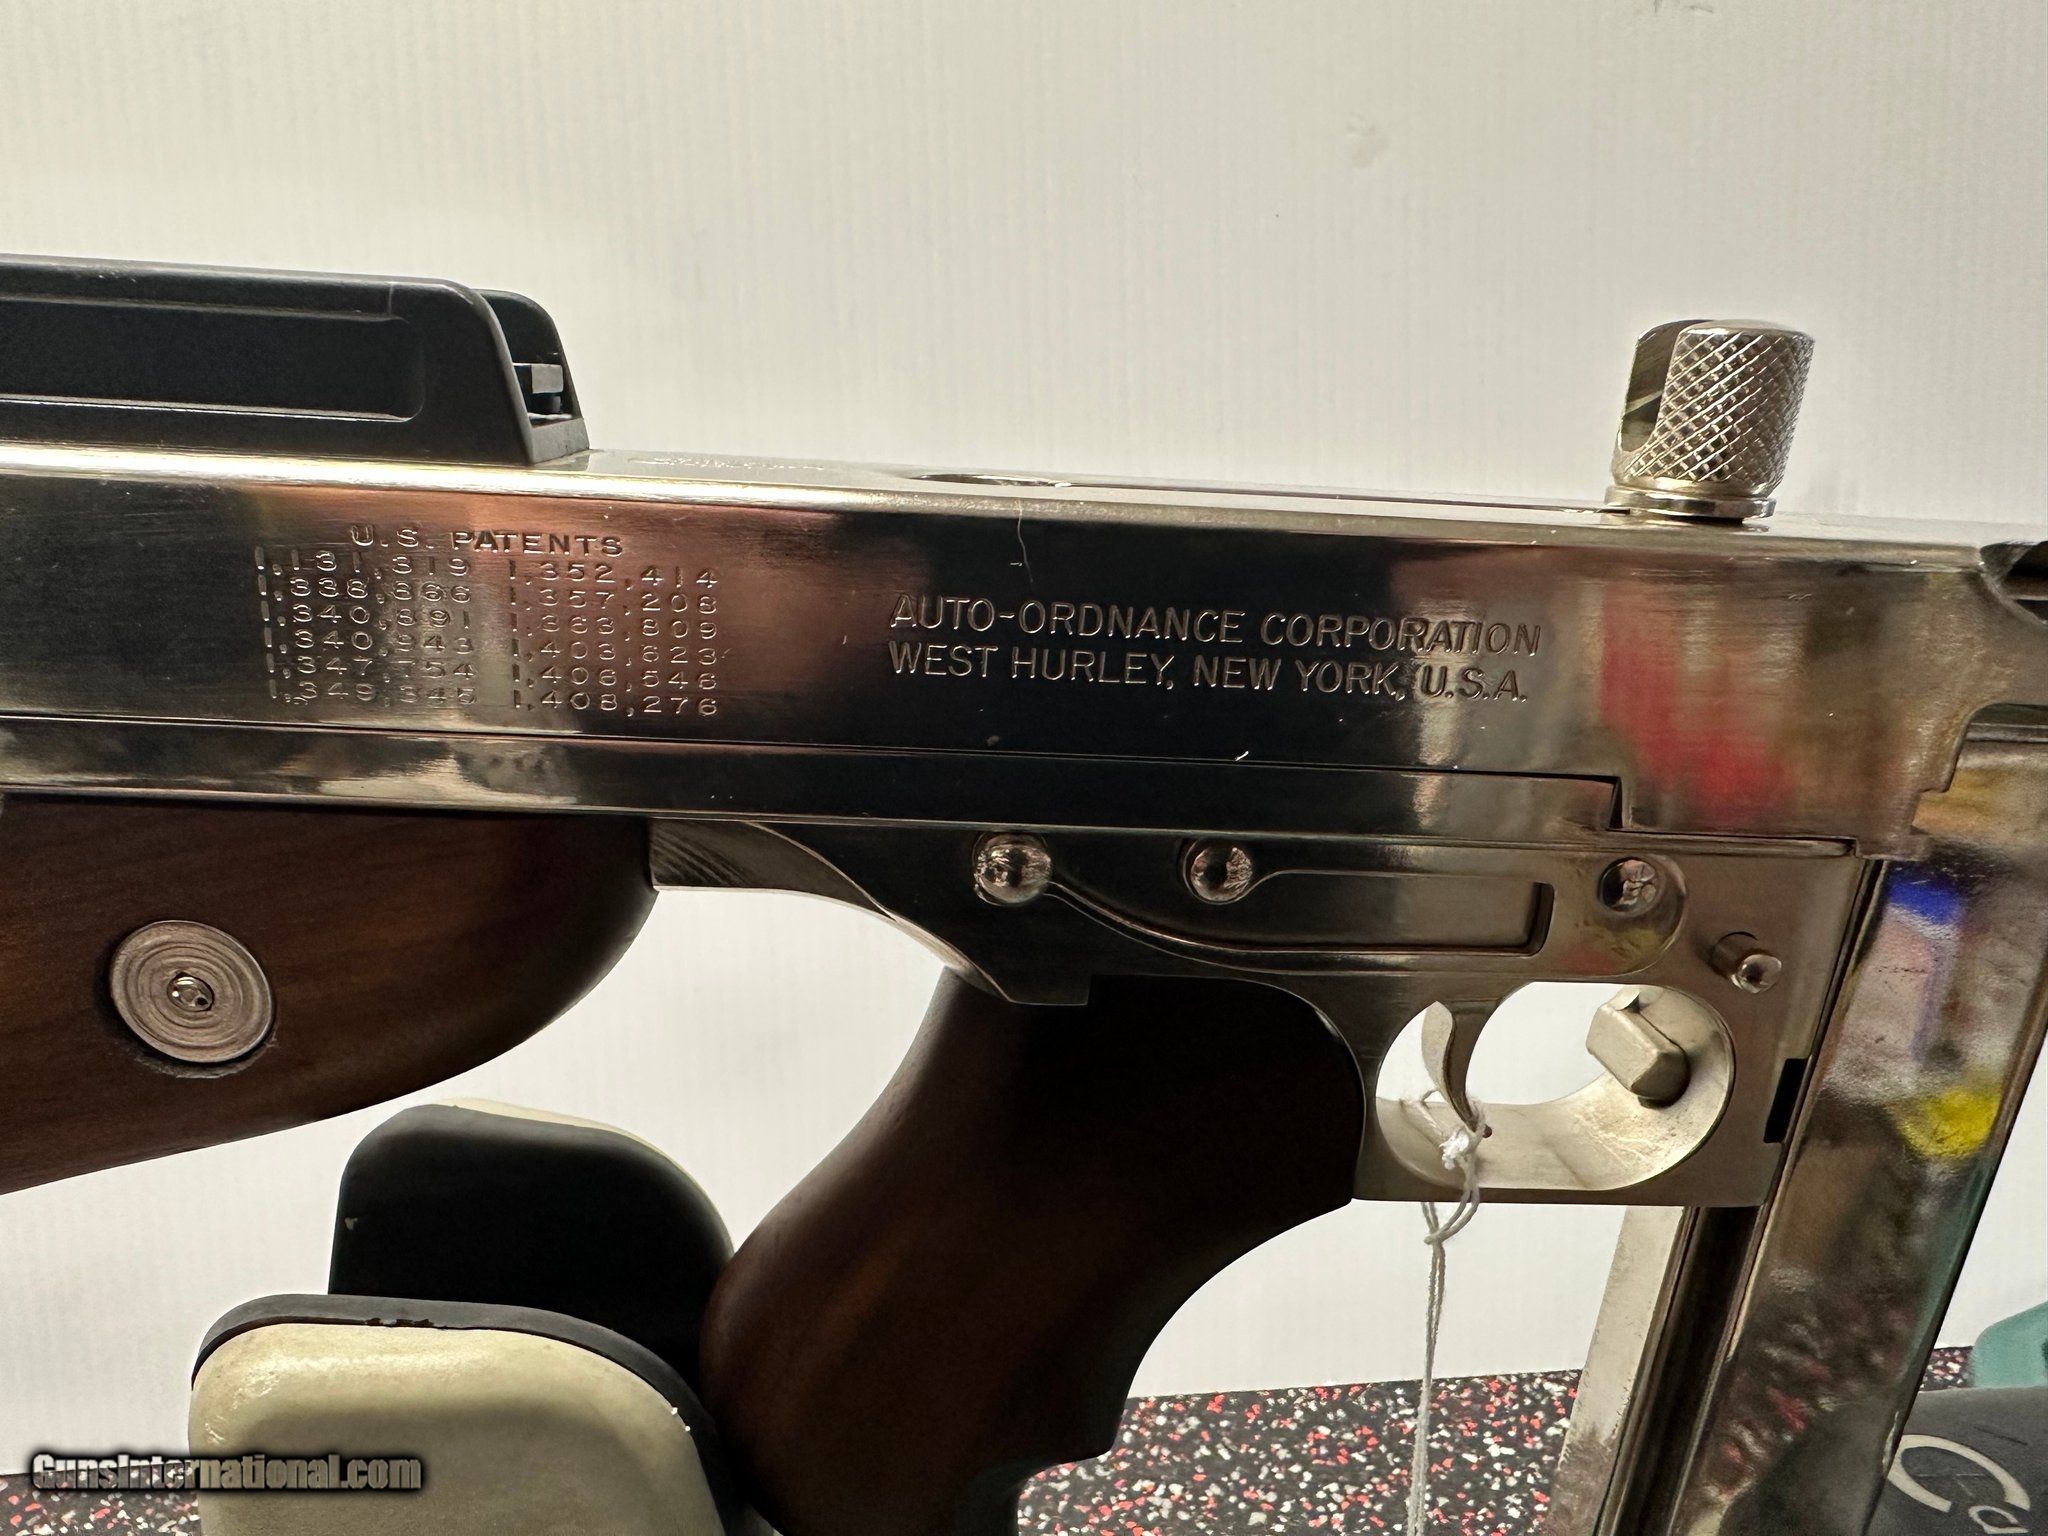 U.S. PATENTS
1,131,319 1,352,414
1,338,866 1,357,208
1,340,891 1,363,809
1,340,943 1,403,623
1,347,754 1,408,546
1,349,345 1,408,276
AUTO-ORDNANCE CORPORATION
WEST HURLEY, NEW YORK, U.S.A.
GunsInternational.com